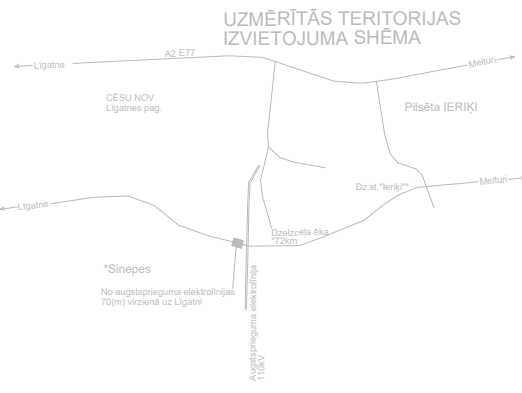 UZMĒRĪTĀS TERITORIJAS
IZVIETOJUMA SHĒMA
A2 E77
Līgatne
Melturi
CĒSU NOV.
Līgatnes pag.
Pilsēta IERIĶI
Dz.st."Ieriķi"*
Melturi
Līgatne
Dzelzceļa ēka
*72km
*Sinepes
No augstsprieguma elektrolīnijas
70(m) virzienā uz Līgatni
Augstsprieguma elektrolīnija
110kV